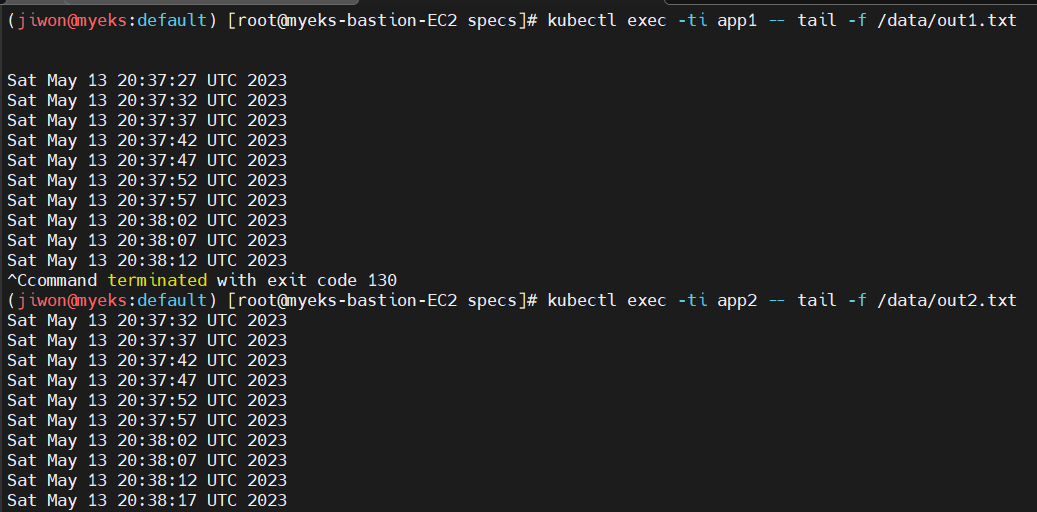 (jiwon@myeks:default) [root@myeks-bastion-EC2 specs]# kubectl exec -ti app1 -- tail -f /data/out1.txt
Sat May 13 20:37:27 UTC 2023
Sat May 13 20:37:32 UTC 2023
Sat May 13 20:37:37 UTC 2023
Sat May 13 20:37:42 UTC 2023
Sat May 13 20:37:47 UTC 2023
Sat May 13 20:37:52 UTC 2023
Sat May 13 20:37:57 UTC 2023
Sat May 13 20:38:02 UTC 2023
Sat May 13 20:38:07 UTC 2023
Sat May 13 20:38:12 UTC 2023
^Ccommand terminated with exit code 130
(jiwon@myeks:default) [root@myeks-bastion-EC2 specs]# kubectl exec -ti app2 -- tail -f /data/out2.txt
Sat May 13 20:37:32 UTC 2023
Sat May 13 20:37:37 UTC 2023
Sat May 13 20:37:42 UTC 2023
Sat May 13 20:37:47 UTC 2023
Sat May 13 20:37:52 UTC 2023
Sat May 13 20:37:57 UTC 2023
Sat May 13 20:38:02 UTC 2023
Sat May 13 20:38:07 UTC 2023
Sat May 13 20:38:12 UTC 2023
Sat May 13 20:38:17 UTC 2023